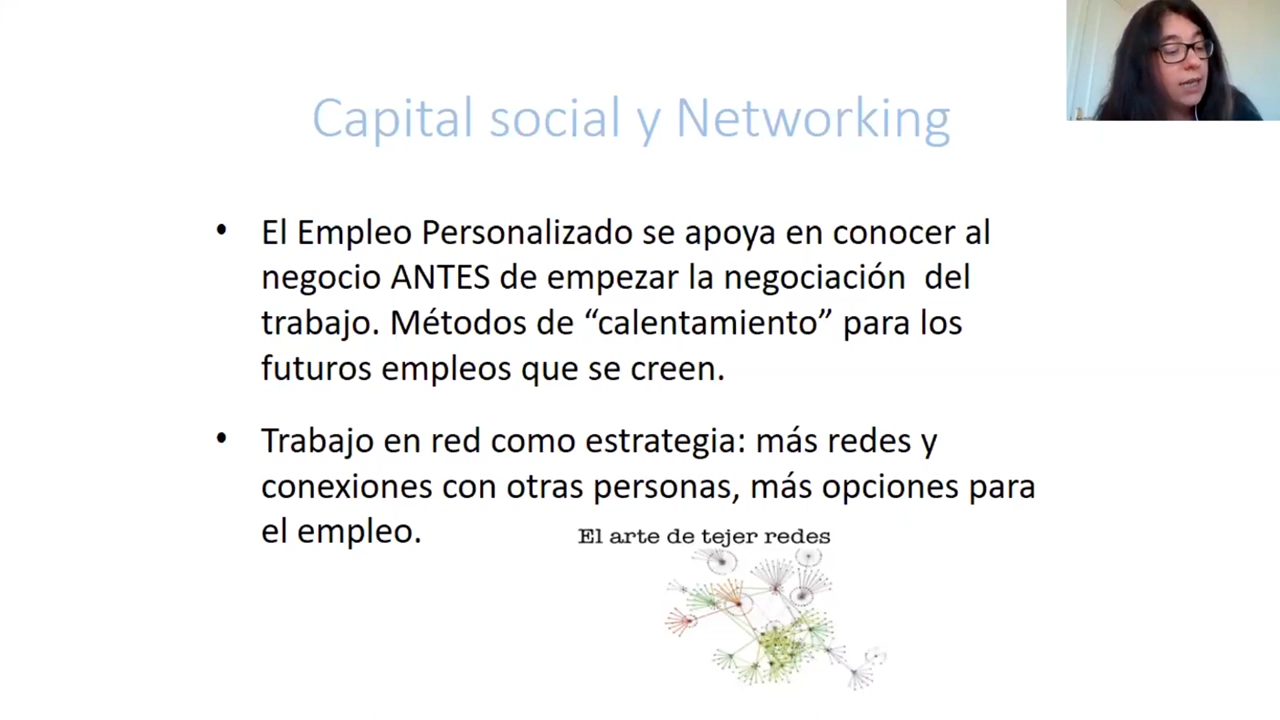 Capital social y Networking
• El Empleo Personalizado se apoya en conocer al
negocio ANTES de empezar la negociación  del
trabajo. Métodos de “calentamiento” para los
futuros empleos que se creen.
• Trabajo en red como estrategia: más redes y
conexiones con otras personas, más opciones para
el empleo.
El arte de tejer redes